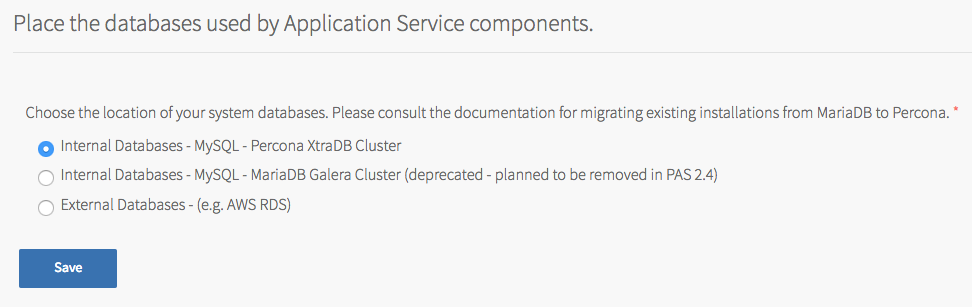 Place the databases used by Application Service components.
Choose the location of your system databases. Please consult the documentation for migrating existing installations from MariaDB to Percona. *
Internal Databases - MySQL - Percona XtraDB Cluster
Internal Databases - MySQL - MariaDB Galera Cluster (deprecated - planned to be removed in PAS 2.4)
External Databases - (e.g. AWS RDS)
Save